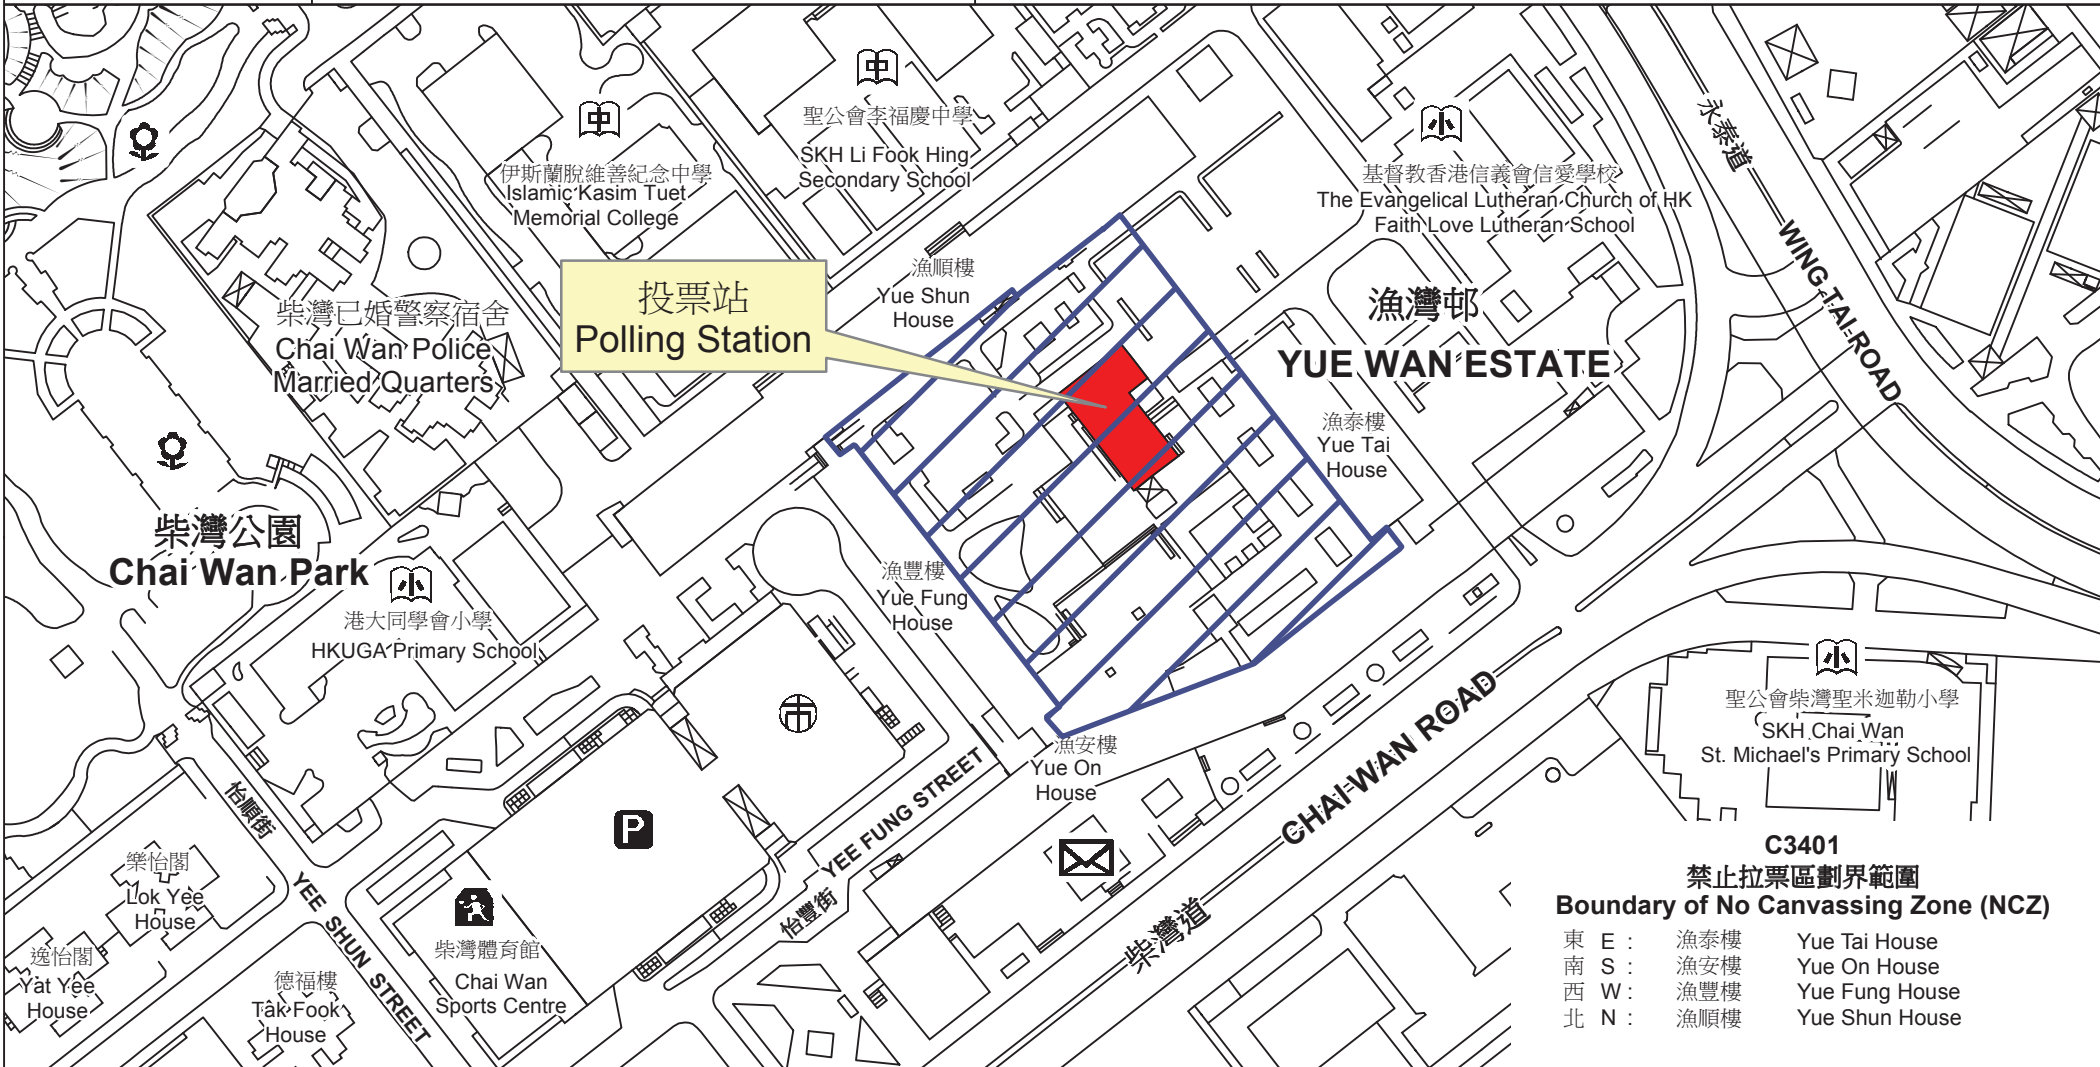 中
聖公會李福慶中學
SKH Li Fook Hing
Secondary School
中
伊斯蘭脫維善紀念中學
Islamic Kasim Tuet
Memorial College
小
基督教香港信義會信愛學校
The Evangelical Lutheran Church of HK
Faith Love Lutheran School
永泰道
WING TAI ROAD
漁順樓
Yue Shun
House
投票站
Polling Station
柴灣已婚警察宿舍
Chai Wan Police
Married Quarters
漁灣邨
YUE WAN ESTATE
漁泰樓
Yue Tai
House
柴灣公園
Chai Wan Park
小
港大同學會小學
HKUGA Primary School
漁豐樓
Yue Fung
House
市
漁安樓
Yue On
House
CHAI WAN ROAD
柴灣道
小
聖公會柴灣聖米迦勒小學
SKH Chai Wan
St. Michael's Primary School
怡順街
YEE SHUN STREET
YEE FUNG STREET
怡豐街
P
樂怡閣
Lok Yee
House
逸怡閣
Yat Yee
House
德福樓
Tak Fook
House
柴灣體育館
Chai Wan
Sports Centre
C3401
禁止拉票區劃界範圍
Boundary of No Canvassing Zone (NCZ)
東 E : 漁泰樓 Yue Tai House
南 S : 漁安樓 Yue On House
西 W : 漁豐樓 Yue Fung House
北 N : 漁順樓 Yue Shun House